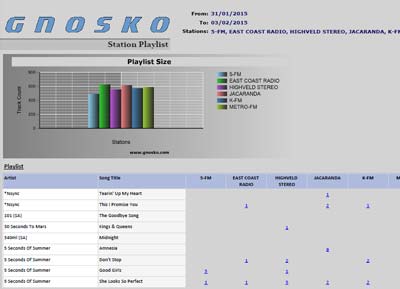 GNOSKO
Station Playlist
From: 31/01/2015
To: 03/02/2015
Stations: 5-FM, EAST COAST RADIO, HIGHVELD STEREO, JACARANDA, K-F
Playlist Size
Track Count
800
600
400
200
0
Stations
www.gnosko.com
5-FM
EAST COAST RADIO
HIGHVELD STEREO
JACARANDA
K-FM
METRO-FM
Playlist
Artist Song Title 5-FM EAST COAST RADIO HIGHVELD STEREO JACARANDA K-FM M
*Nsync Tearin' Up My Heart 1
*Nsync This I Promise You 1 2 1
101 (SA) The Goodbye Song
30 Seconds To Mars Kings & Queens 1
340ml (SA) Midnight
5 Seconds Of Summer Amnesia
5 Seconds Of Summer Don't Stop 1 2 1 2
5 Seconds Of Summer Good Girls 5 1
5 Seconds Of Summer She Looks So Perfect 1 1 1 1